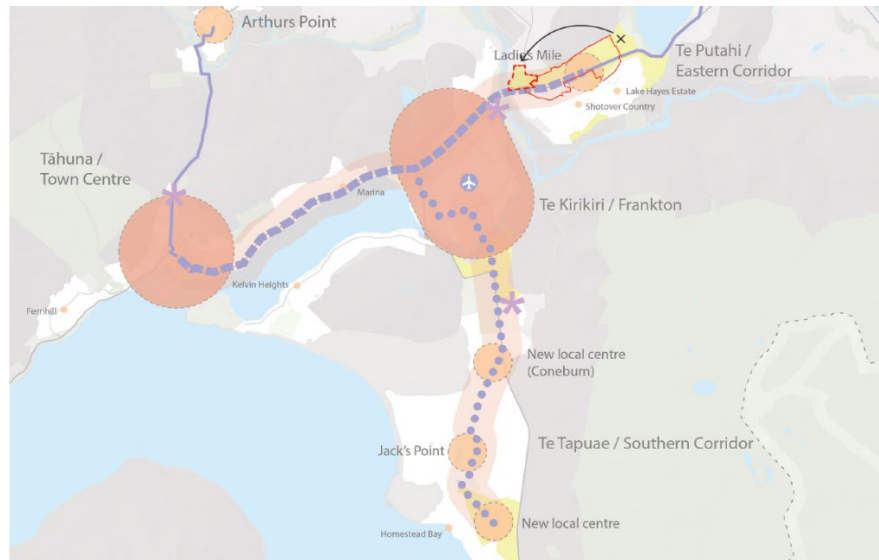 Arthurs Point
Ladies Mile
Te Putahi /
Eastern Corridor
Lake Hayes Estate
Shotover Country
Tāhuna /
Town Centre
Marina
Te Kirikiri / Frankton
Kelvin Heights
Fernhill
New local centre
(Coneburn)
Jack's Point
Te Tapuae / Southern Corridor
New local centre
Homestead Bay